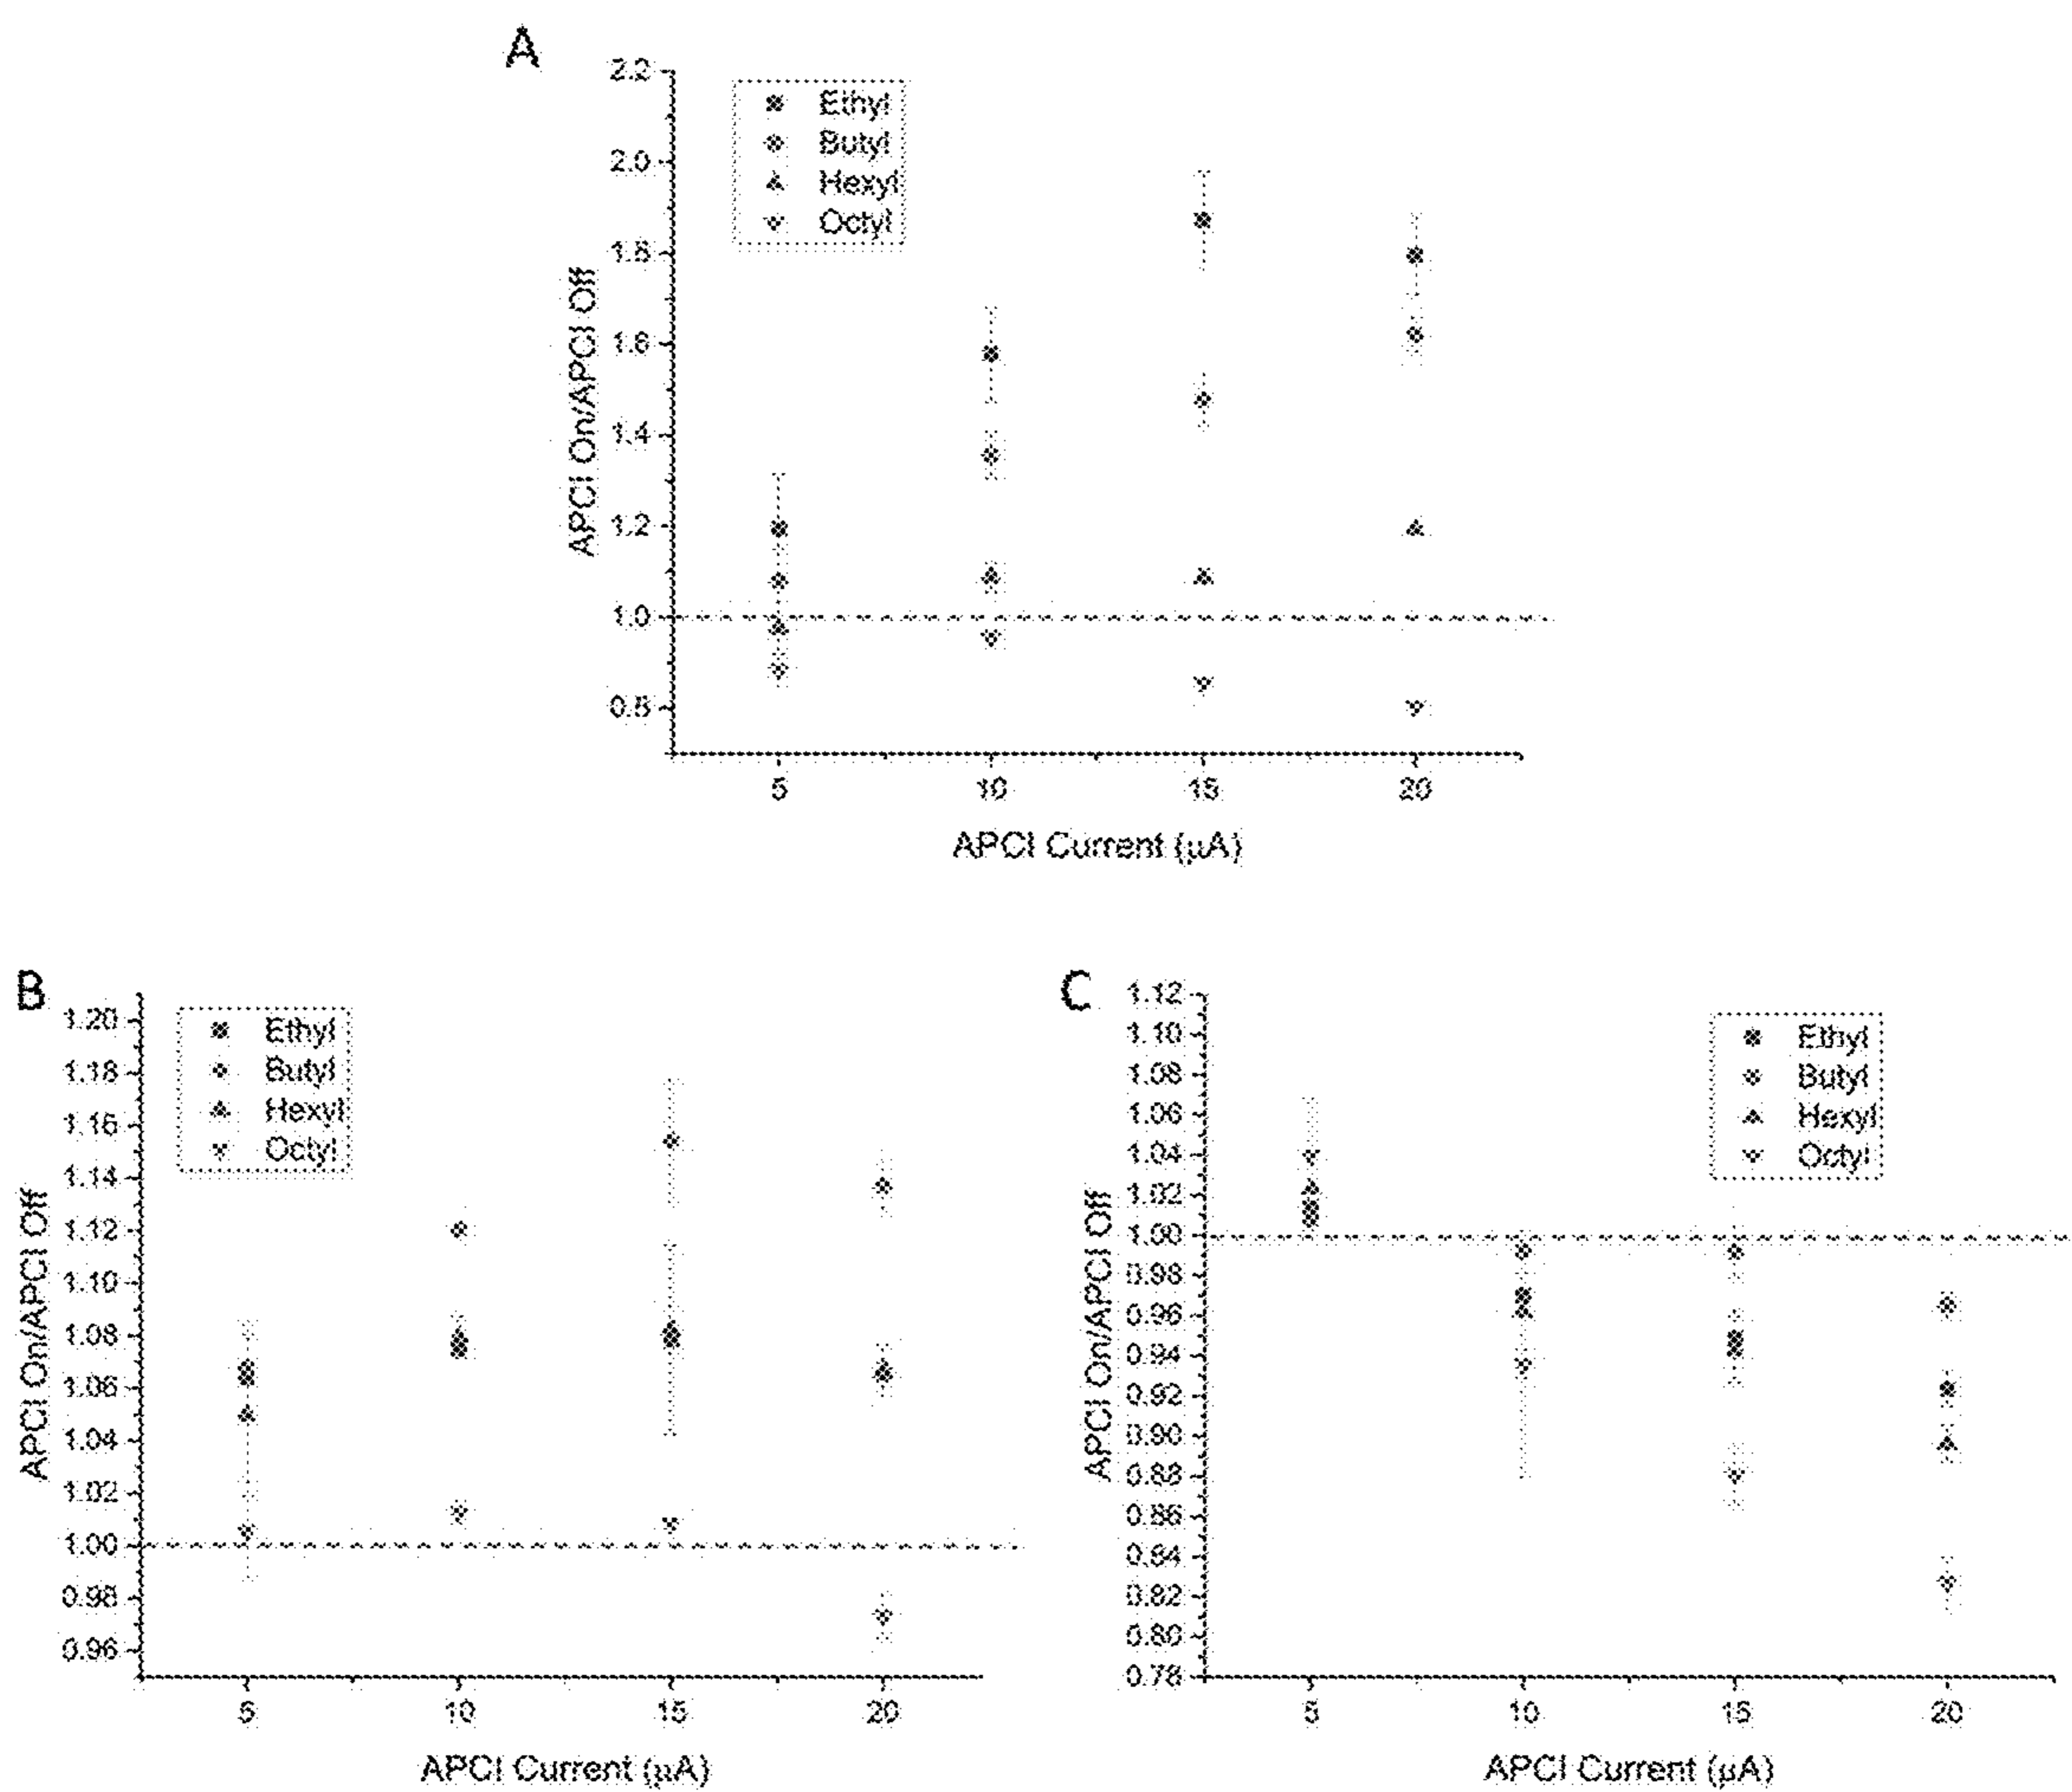 A
2.2
2.0
1.8
1.6
1.4
1.2
1.0
0.8
APCI On/APCI Off
Ethyl
Butyl
Hexyl
Octyl
5 10 15 20
APCI Current (μA)
B
1.20
1.18
1.16
1.14
1.12
1.10
1.08
1.06
1.04
1.02
1.00
0.98
0.96
APCI On/APCI Off
Ethyl
Butyl
Hexyl
Octyl
5 10 15 20
APCI Current (μA)
C
1.12
1.10
1.08
1.06
1.04
1.02
1.00
0.98
0.96
0.94
0.92
0.90
0.88
0.86
0.84
0.82
0.80
0.78
APCI On/APCI Off
Ethyl
Butyl
Hexyl
Octyl
5 10 15 20
APCI Current (μA)